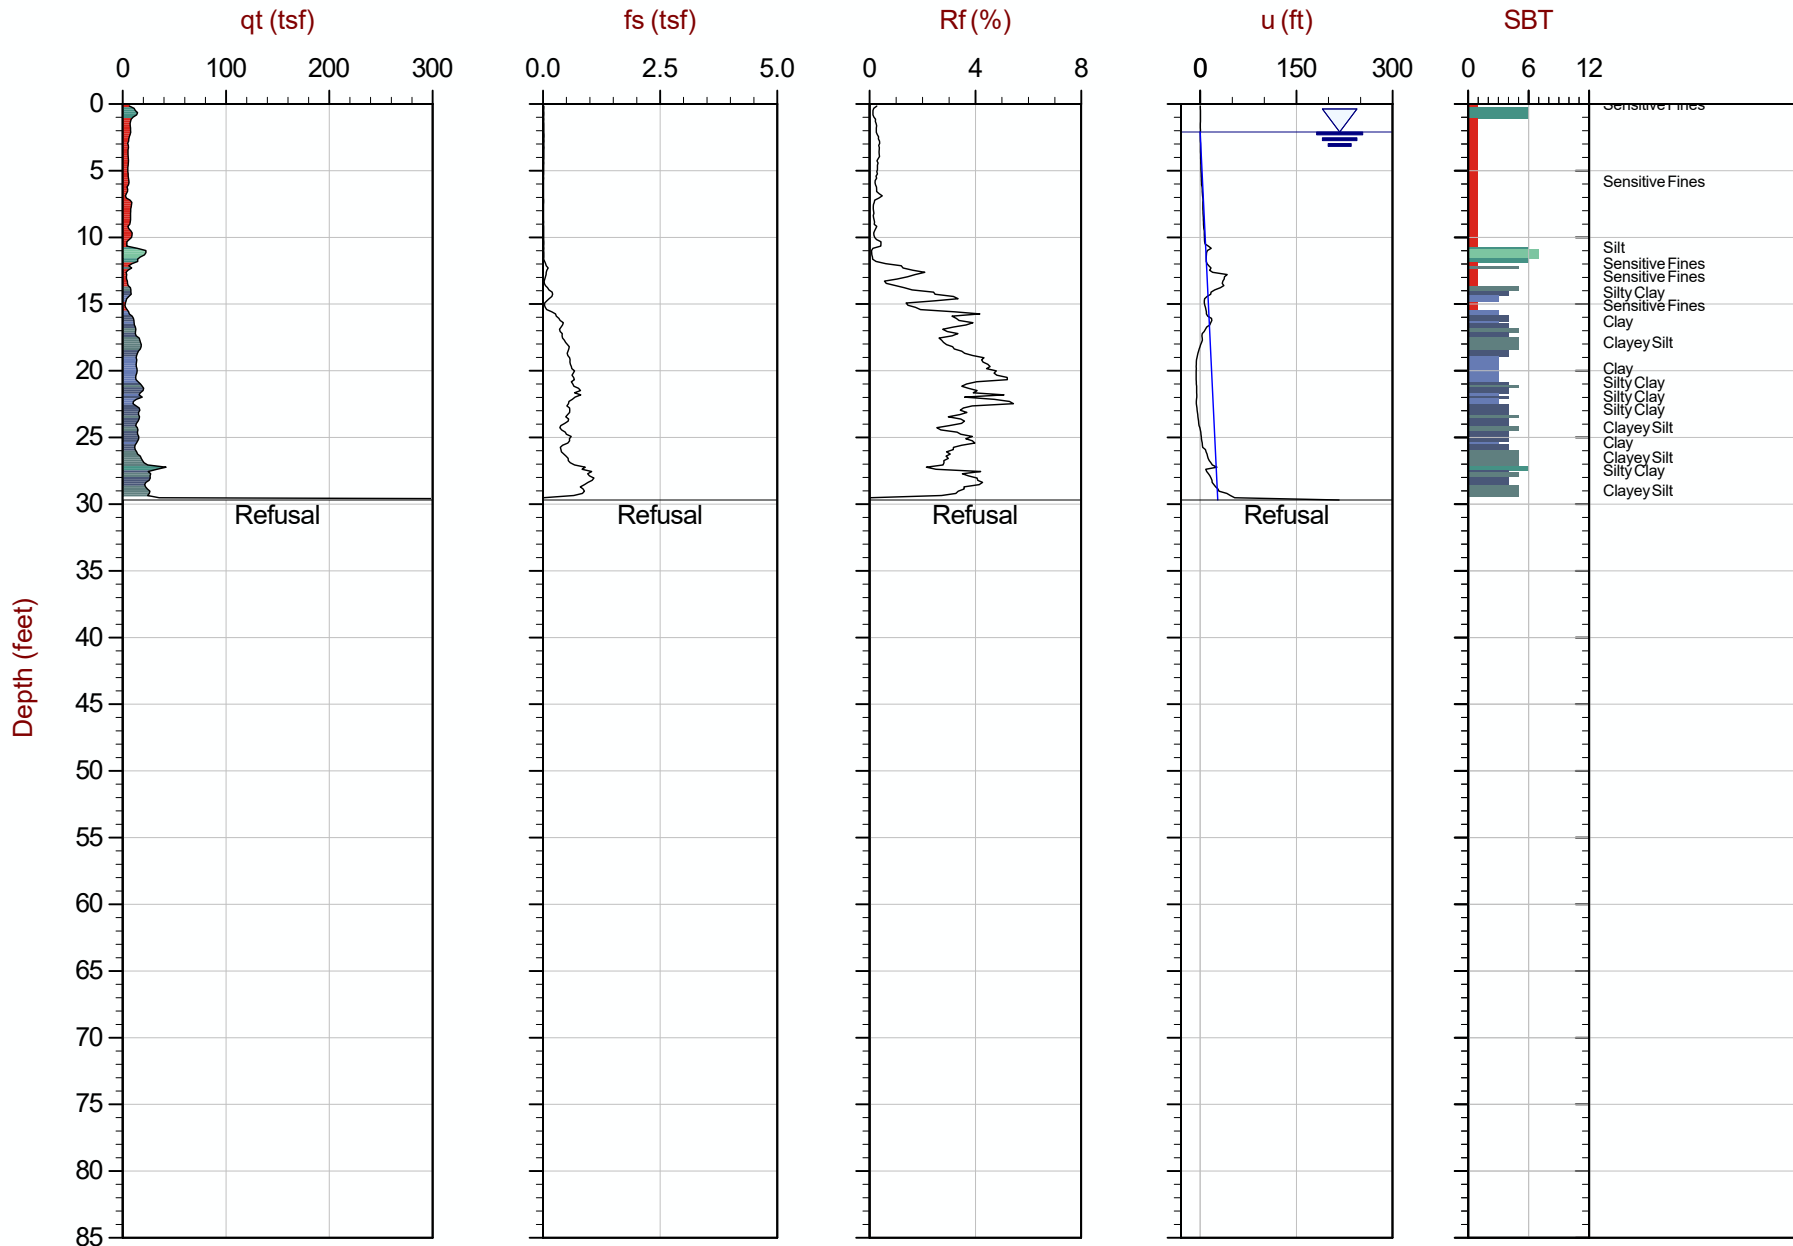 qt (tsf)
fs (tsf)
Rf (%)
u (ft)
SBT
0 100 200 300
0.0 2.5 5.0
0 4 8
0 150 300
0 6 12
Depth (feet)
0
5
10
15
20
25
30
35
40
45
50
55
60
65
70
75
80
85
Refusal
Refusal
Refusal
Refusal
Sensitive Fines
Sensitive Fines
Silt
Sensitive Fines
Sensitive Fines
Silty Clay
Sensitive Fines
Clay
Clayey Silt
Clay
Silty Clay
Silty Clay
Silty Clay
Clayey Silt
Clay
Clayey Silt
Silty Clay
Clayey Silt